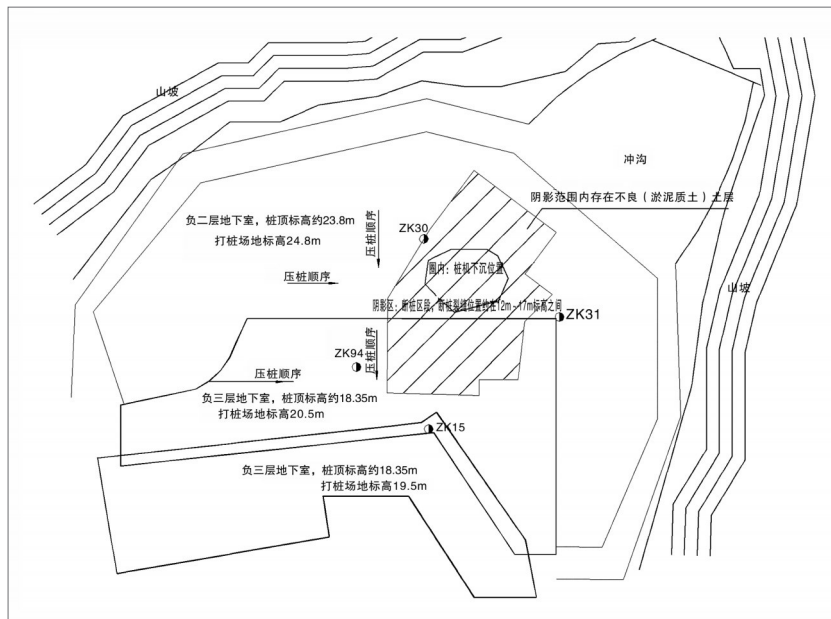 山坡
冲沟
阴影范围内存在不良（淤泥质土）土层
负二层地下室，桩顶标高约23.8m
打桩场地标高24.8m
压桩顺序
ZK30
圈内：桩机下沉位置
压桩顺序
山坡
阴影区：断桩区段，断桩裂缝位置约在12m~17m标高之间
ZK31
压桩顺序
ZK94
压桩顺序
负三层地下室，桩顶标高约18.35m
打桩场地标高20.5m
ZK15
负三层地下室，桩顶标高约18.35m
打桩场地标高19.5m